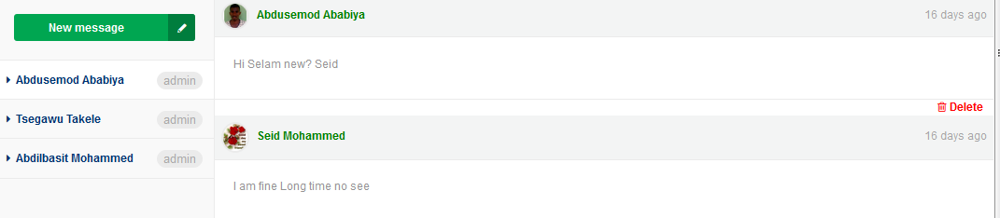 New message
Abdusemod Ababiya admin
Tsegawu Takele admin
Abdilbasit Mohammed admin
Abdusemod Ababiya 16 days ago
Hi Selam new? Seid
Delete
Seid Mohammed 16 days ago
I am fine Long time no see